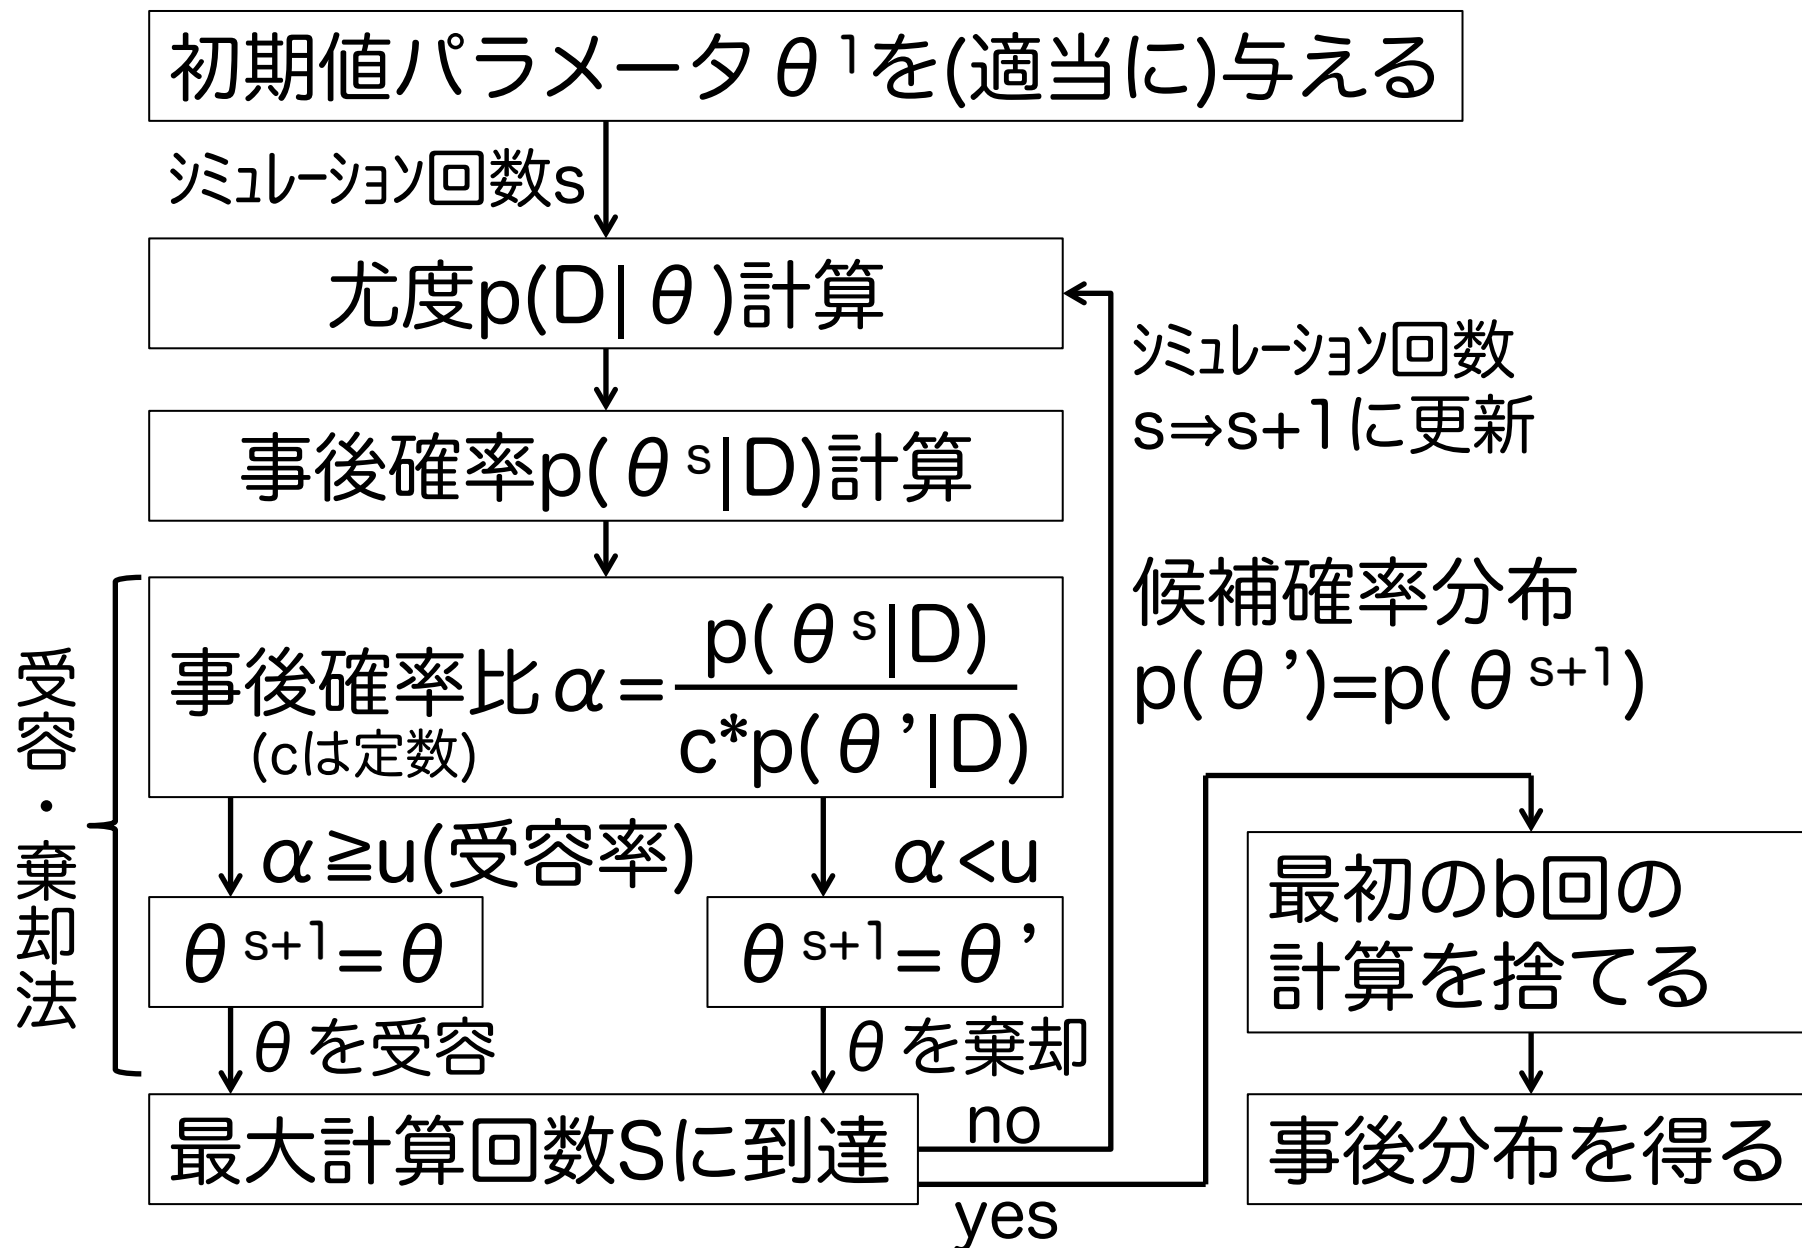 初期値パラメータθ¹を(適当に)与える
ｼﾐｭﾚｰｼｮﾝ回数s
尤度p(D|θ)計算
事後確率p(θˢ|D)計算
ｼﾐｭﾚｰｼｮﾝ回数
s⇒s+1に更新
候補確率分布
p(θ’)=p(θˢ⁺¹)
受容・棄却法
事後確率比α=p(θˢ|D)
c*p(θ’|D)
(cは定数)
α≧u(受容率)
α<u
θˢ⁺¹=θ
θˢ⁺¹=θ’
θを受容
θを棄却
最大計算回数Sに到達
no
yes
最初のb回の
計算を捨てる
事後分布を得る